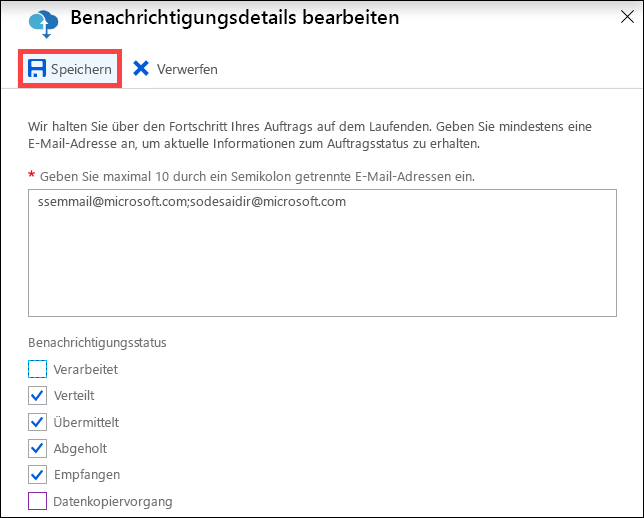 Benachrichtigungsdetails bearbeiten
Speichern
Verwerfen
Wir halten Sie über den Fortschritt Ihres Auftrags auf dem Laufenden. Geben Sie mindestens eine
E-Mail-Adresse an, um aktuelle Informationen zum Auftragsstatus zu erhalten.
* Geben Sie maximal 10 durch ein Semikolon getrennte E-Mail-Adressen ein.
ssemmail@microsoft.com;sodesaidir@microsoft.com
Benachrichtigungsstatus
Verarbeitet
Verteilt
Übermittelt
Abgeholt
Empfangen
Datenkopiervorgang